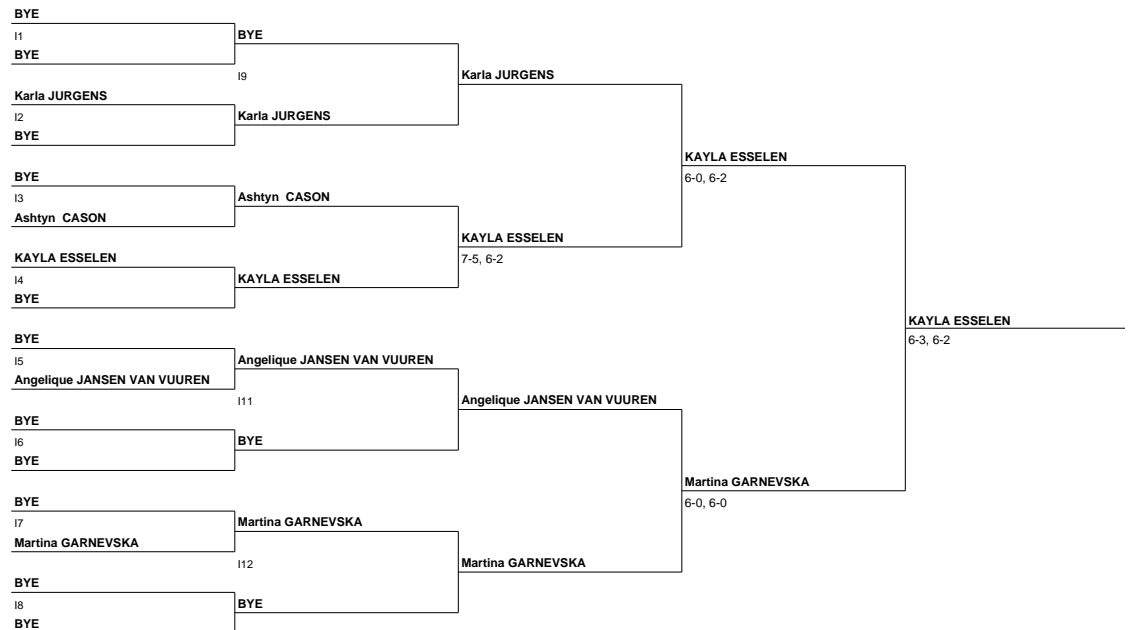 BYE
I1
BYE
BYE
I9
Karla JURGENS
Karla JURGENS
I2
Karla JURGENS
BYE
KAYLA ESSELEN
6-0, 6-2
BYE
I3
Ashtyn CASON
Ashtyn CASON
KAYLA ESSELEN
7-5, 6-2
KAYLA ESSELEN
I4
KAYLA ESSELEN
BYE
KAYLA ESSELEN
6-3, 6-2
BYE
I5
Angelique JANSEN VAN VUUREN
Angelique JANSEN VAN VUUREN
I11
Angelique JANSEN VAN VUUREN
BYE
I6
BYE
BYE
Martina GARNEVSKA
6-0, 6-0
BYE
I7
Martina GARNEVSKA
Martina GARNEVSKA
I12
Martina GARNEVSKA
BYE
I8
BYE
BYE